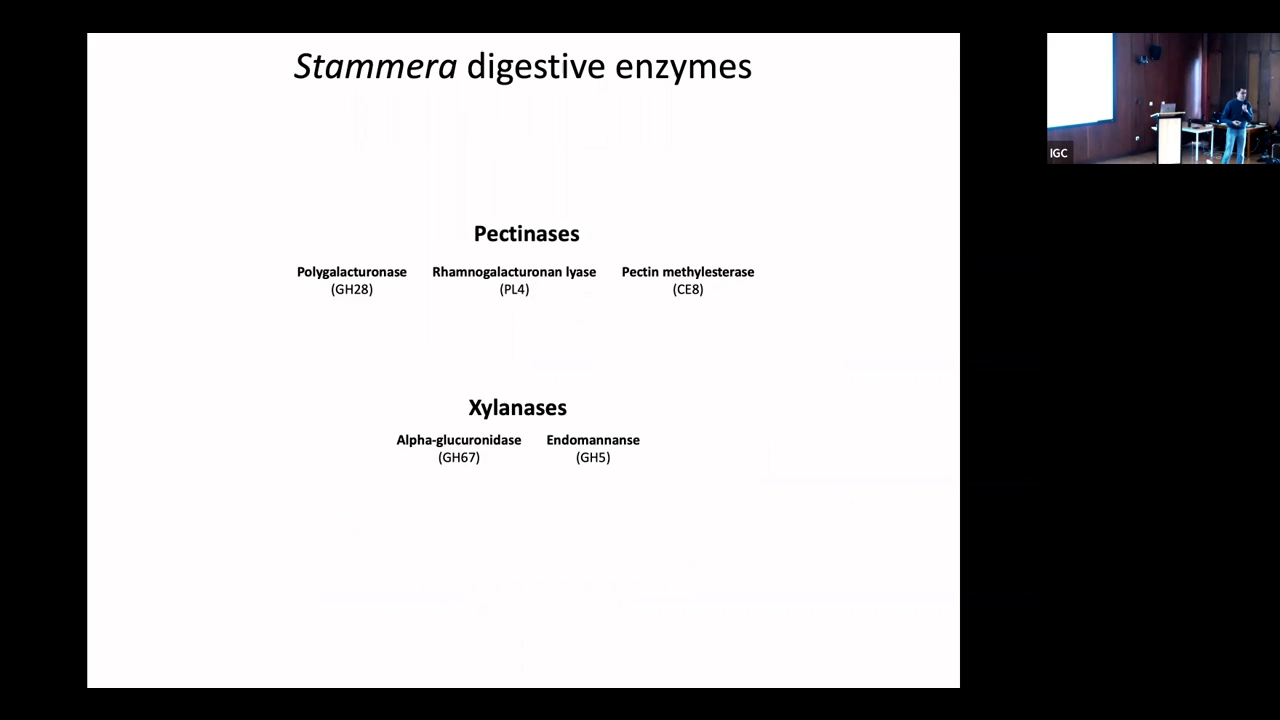 Stammera digestive enzymes
Pectinases
Polygalacturonase Rhamnogalacturonan lyase Pectin methylesterase
(GH28) (PL4) (CE8)
Xylanases
Alpha-glucuronidase Endomannanse
(GH67) (GH5)
IGC